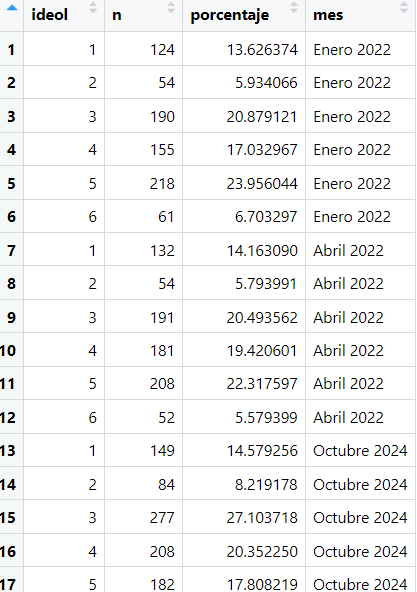 ideol n porcentaje mes
1 1 124 13.626374 Enero 2022
2 2 54 5.934066 Enero 2022
3 3 190 20.879121 Enero 2022
4 4 155 17.032967 Enero 2022
5 5 218 23.956044 Enero 2022
6 6 61 6.703297 Enero 2022
7 1 132 14.163090 Abril 2022
8 2 54 5.793991 Abril 2022
9 3 191 20.493562 Abril 2022
10 4 181 19.420601 Abril 2022
11 5 208 22.317597 Abril 2022
12 6 52 5.579399 Abril 2022
13 1 149 14.579256 Octubre 2024
14 2 84 8.219178 Octubre 2024
15 3 277 27.103718 Octubre 2024
16 4 208 20.352250 Octubre 2024
17 5 182 17.808219 Octubre 2024